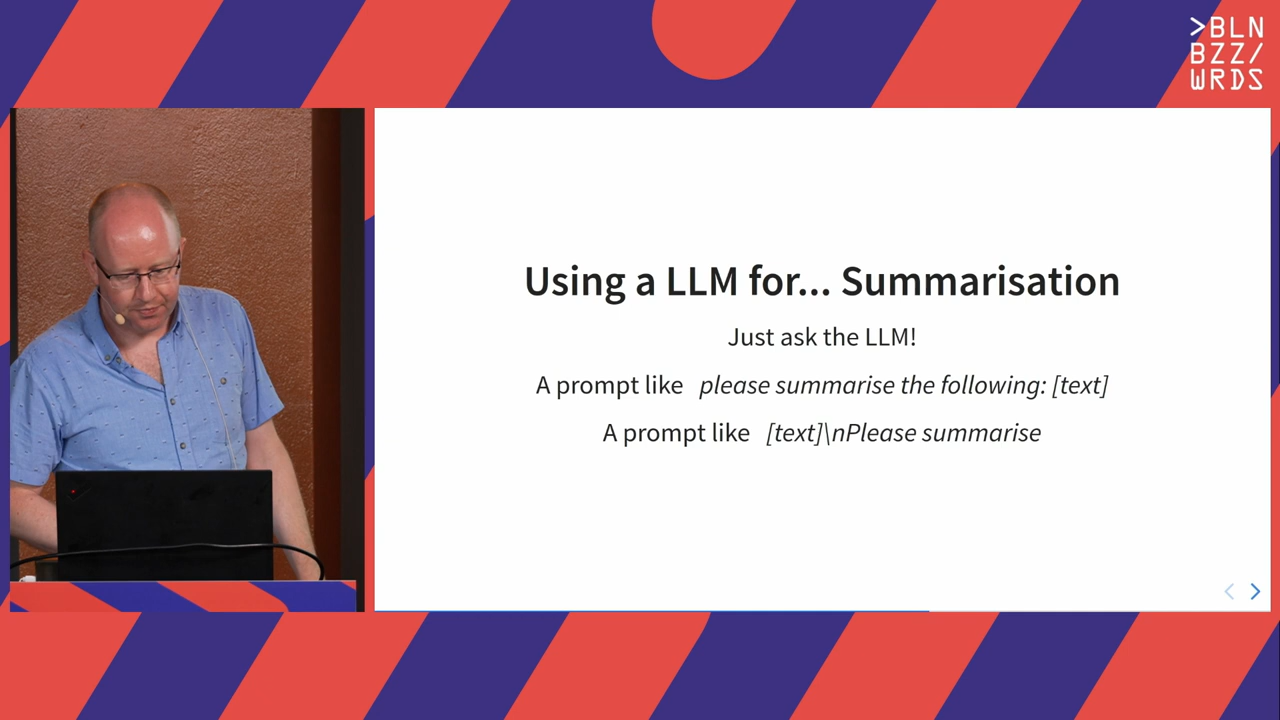 >BLN
BZZ/
WRDS
Using a LLM for... Summarisation
Just ask the LLM!
A prompt like please summarise the following: [text]
A prompt like [text]\nPlease summarise